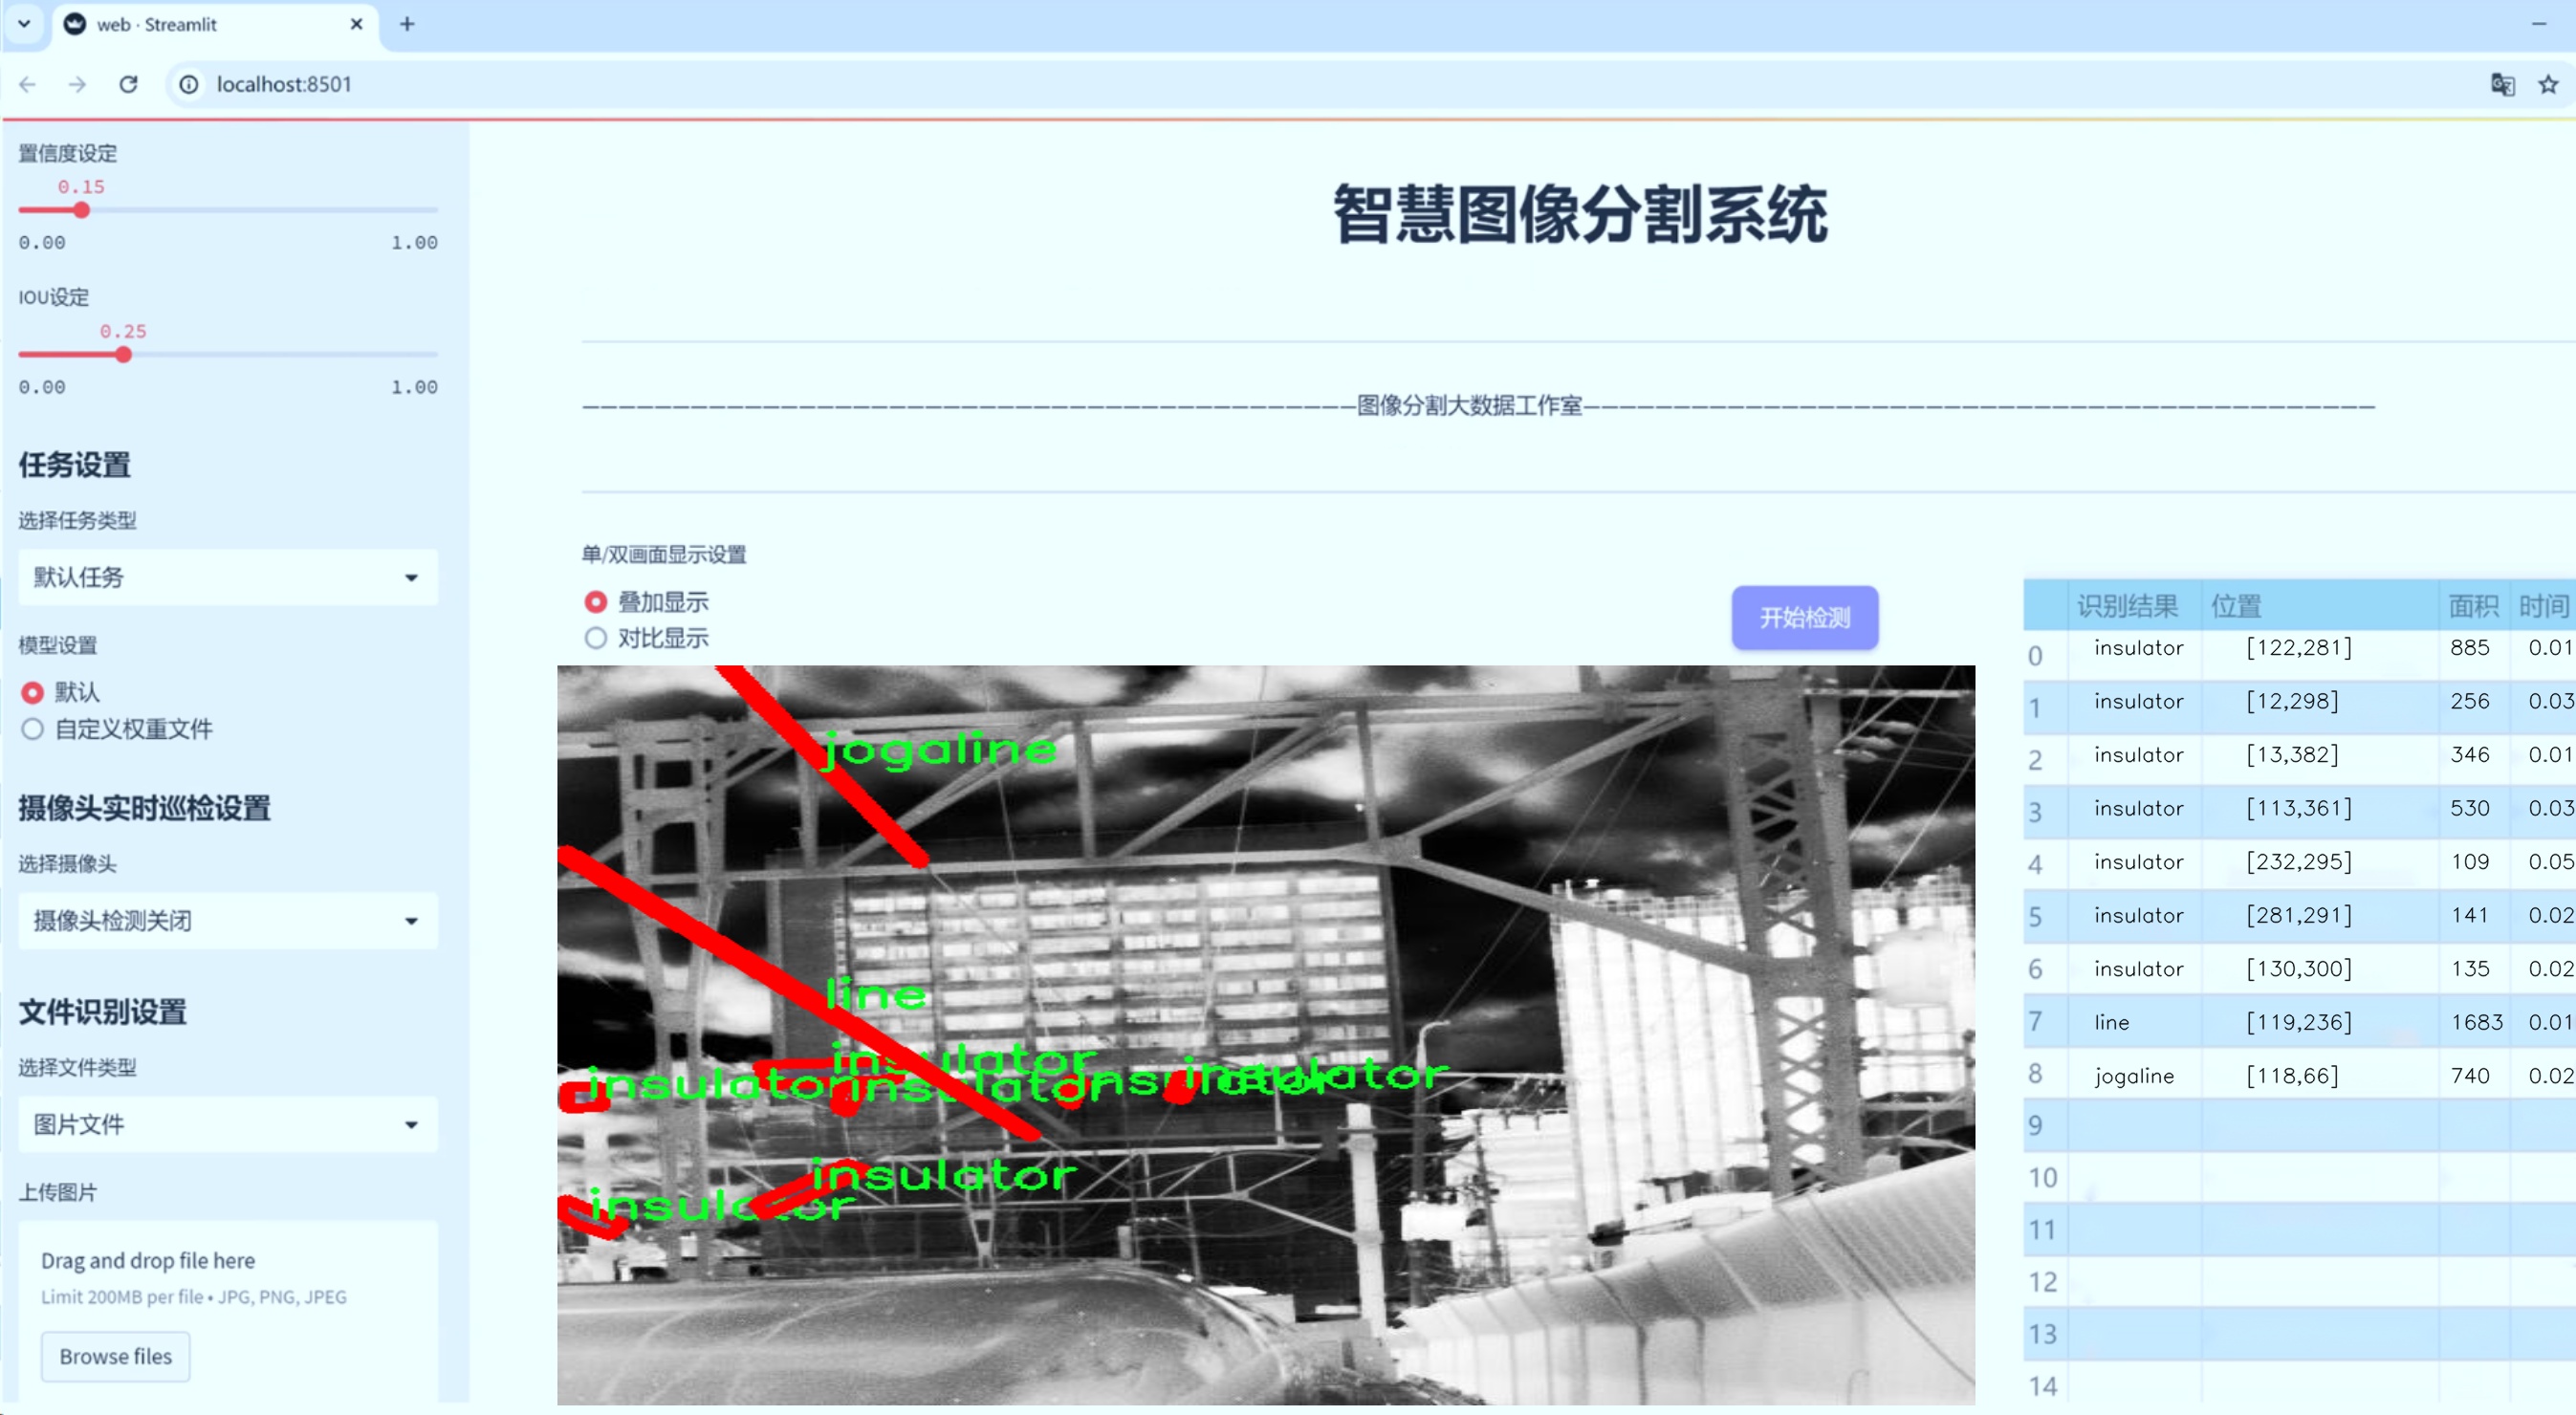 web · Streamlit
localhost:8501
置信度设定
0.15
0.00 1.00
IOU设定
0.25
0.00 1.00
任务设置
选择任务类型
默认任务
模型设置
默认
自定义权重文件
摄像头实时巡检设置
选择摄像头
摄像头检测关闭
文件识别设置
选择文件类型
图片文件
上传图片
Drag and drop file here
Limit 200MB per file • JPG, PNG, JPEG
Browse files
智慧图像分割系统
图像分割大数据工作室
单/双画面显示设置
叠加显示
对比显示
开始检测
jogaline
line
insulator
insulator
insulator
insulator
insulator
insulator
insulator
识别结果 位置 面积 时间
0 insulator [122,281] 885 0.01
1 insulator [12,298] 256 0.03
2 insulator [13,382] 346 0.01
3 insulator [113,361] 530 0.03
4 insulator [232,295] 109 0.05
5 insulator [281,291] 141 0.02
6 insulator [130,300] 135 0.02
7 line [119,236] 1683 0.01
8 jogaline [118,66] 740 0.02
9
10
11
12
13
14